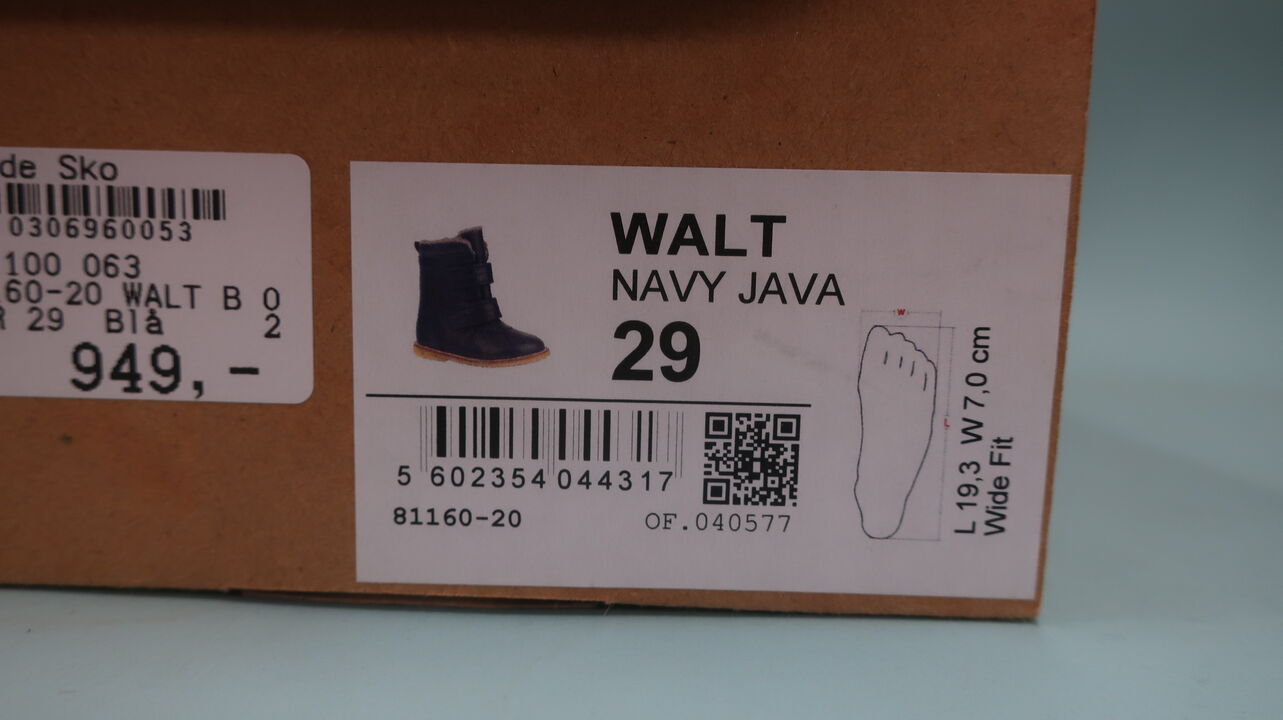 de Sko
0306960053
100 063
60-20 WALT B 0
R 29 Blå 2
949,-
WALT
NAVY JAVA
29
5 602354 044317
81160-20
OF.040577
W
L
L 19,3 W 7,0 cm
Wide Fit